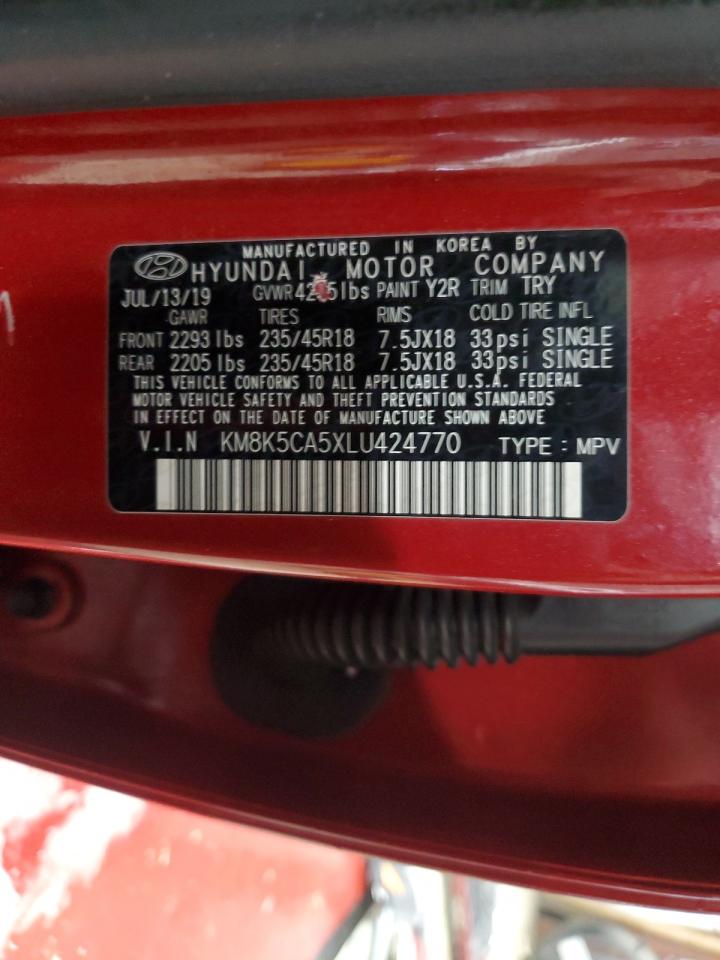 MANUFACTURED IN KOREA BY
HYUNDAI MOTOR COMPANY
JUL/13/19 GVWR lbs PAINT Y2R TRIM TRY
GAWR TIRES RIMS COLD TIRE INFL
FRONT 2293 lbs 235/45R18 7.5JX18 33psi SINGLE
REAR 2205 lbs 235/45R18 7.5JX18 33psi SINGLE
THIS VEHICLE CONFORMS TO ALL APPLICABLE U.S.A. FEDERAL
MOTOR VEHICLE SAFETY AND THEFT PREVENTION STANDARDS
IN EFFECT ON THE DATE OF MANUFACTURE SHOWN ABOVE
V.I.N KM8K5CA5XLU424770 TYPE : MPV